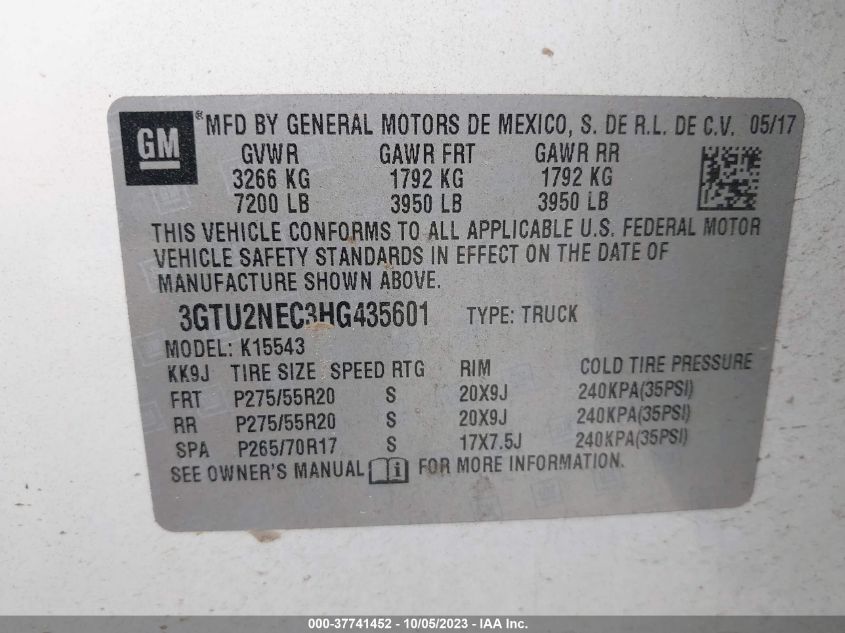 GM ® MFD BY GENERAL MOTORS DE MEXICO, S. DE R.L. DE C.V. 05/17
GVWR GAWR FRT GAWR RR
3266 KG 1792 KG 1792 KG
7200 LB 3950 LB 3950 LB
THIS VEHICLE CONFORMS TO ALL APPLICABLE U.S. FEDERAL MOTOR
VEHICLE SAFETY STANDARDS IN EFFECT ON THE DATE OF
MANUFACTURE SHOWN ABOVE.
3GTU2NEC3HG435601 TYPE: TRUCK
MODEL: K15543
KK9J TIRE SIZE SPEED RTG RIM COLD TIRE PRESSURE
FRT P275/55R20 S 20X9J 240KPA(35PSI)
RR P275/55R20 S 20X9J 240KPA(35PSI)
SPA P265/70R17 S 17X7.5J 240KPA(35PSI)
SEE OWNER'S MANUAL i FOR MORE INFORMATION.
000-37741452 - 10/05/2023 - IAA Inc.